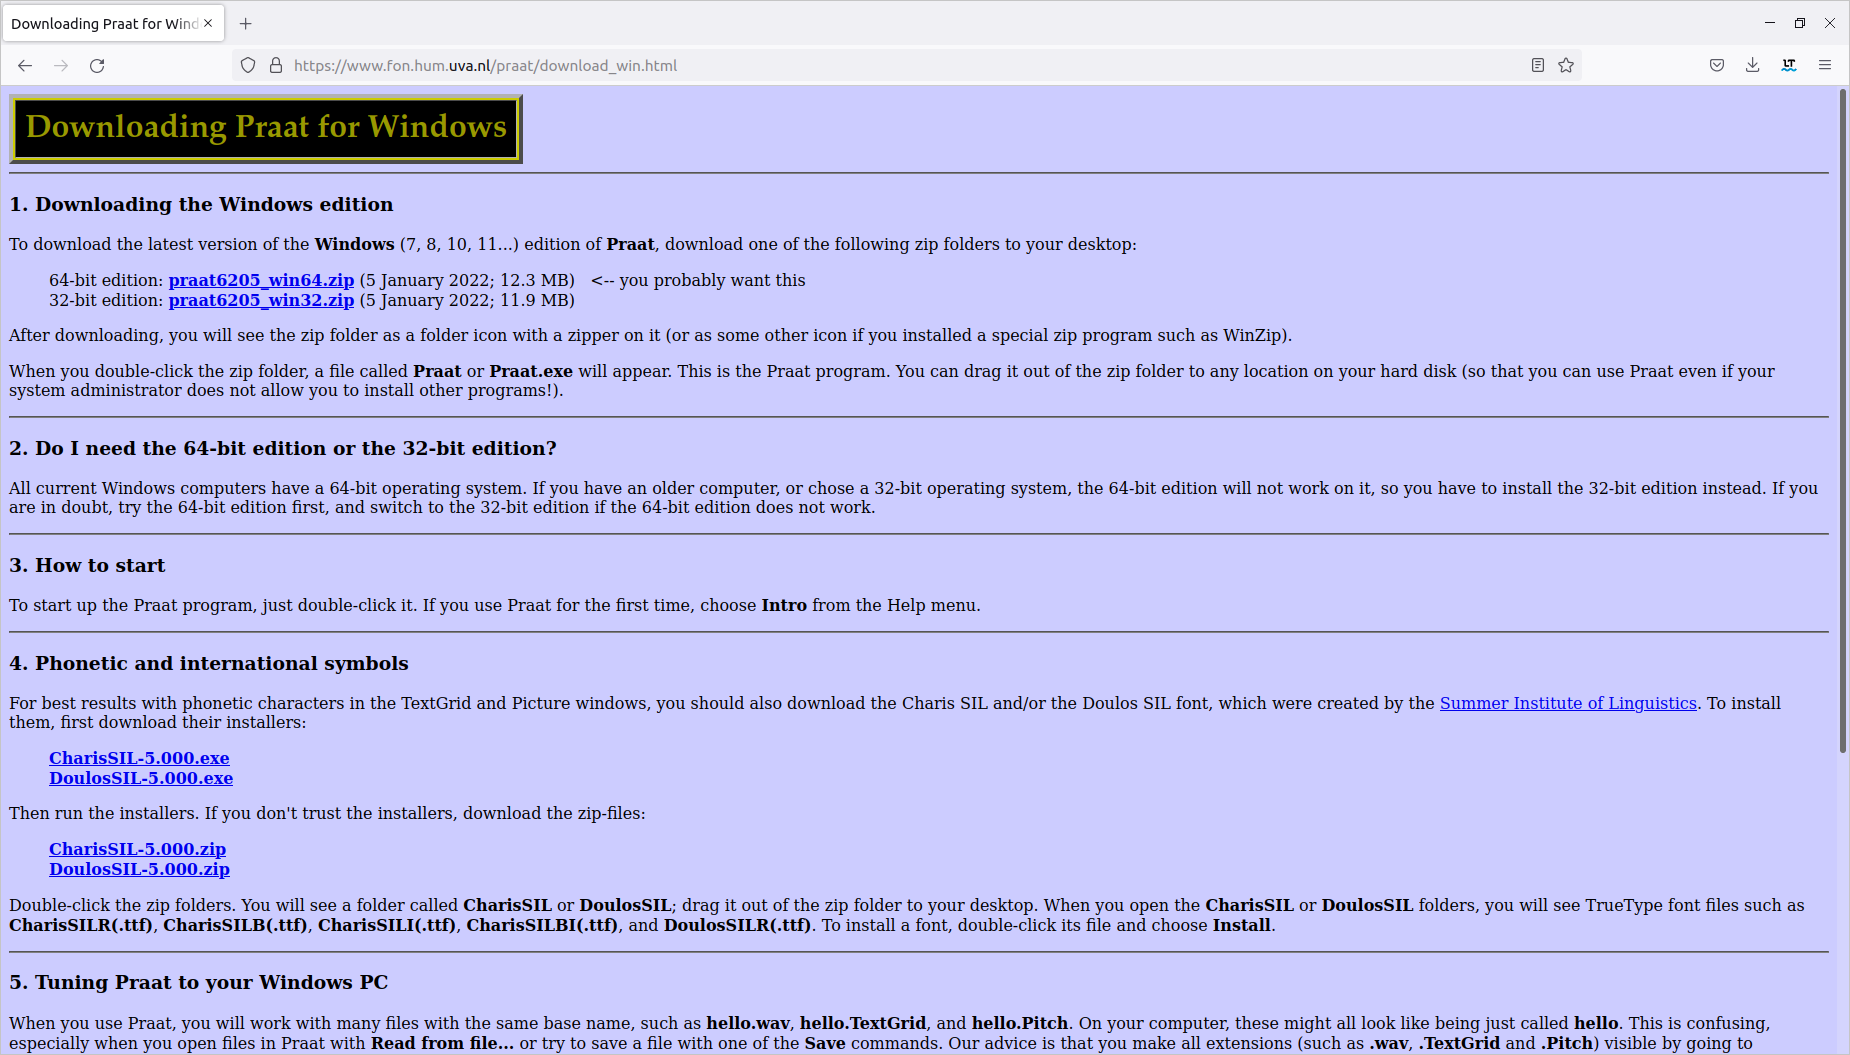 Downloading Praat for Wind
https://www.fon.hum.uva.nl/praat/download_win.html
Downloading Praat for Windows
1. Downloading the Windows edition
To download the latest version of the Windows (7, 8, 10, 11...) edition of Praat, download one of the following zip folders to your desktop:
64-bit edition: praat6205_win64.zip (5 January 2022; 12.3 MB) <-- you probably want this
32-bit edition: praat6205_win32.zip (5 January 2022; 11.9 MB)
After downloading, you will see the zip folder as a folder icon with a zipper on it (or as some other icon if you installed a special zip program such as WinZip).
When you double-click the zip folder, a file called Praat or Praat.exe will appear. This is the Praat program. You can drag it out of the zip folder to any location on your hard disk (so that you can use Praat even if your
system administrator does not allow you to install other programs!).
2. Do I need the 64-bit edition or the 32-bit edition?
All current Windows computers have a 64-bit operating system. If you have an older computer, or chose a 32-bit operating system, the 64-bit edition will not work on it, so you have to install the 32-bit edition instead. If you
are in doubt, try the 64-bit edition first, and switch to the 32-bit edition if the 64-bit edition does not work.
3. How to start
To start up the Praat program, just double-click it. If you use Praat for the first time, choose Intro from the Help menu.
4. Phonetic and international symbols
For best results with phonetic characters in the TextGrid and Picture windows, you should also download the Charis SIL and/or the Doulos SIL font, which were created by the Summer Institute of Linguistics. To install
them, first download their installers:
CharisSIL-5.000.exe
DoulosSIL-5.000.exe
Then run the installers. If you don't trust the installers, download the zip-files:
CharisSIL-5.000.zip
DoulosSIL-5.000.zip
Double-click the zip folders. You will see a folder called CharisSIL or DoulosSIL; drag it out of the zip folder to your desktop. When you open the CharisSIL or DoulosSIL folders, you will see TrueType font files such as
CharisSILR(.ttf), CharisSILB(.ttf), CharisSILI(.ttf), CharisSILBI(.ttf), and DoulosSILR(.ttf). To install a font, double-click its file and choose Install.
5. Tuning Praat to your Windows PC
When you use Praat, you will work with many files with the same base name, such as hello.wav, hello.TextGrid, and hello.Pitch. On your computer, these might all look like being just called hello. This is confusing,
especially when you open files in Praat with Read from file... or try to save a file with one of the Save commands. Our advice is that you make all extensions (such as .wav, .TextGrid and .Pitch) visible by going to